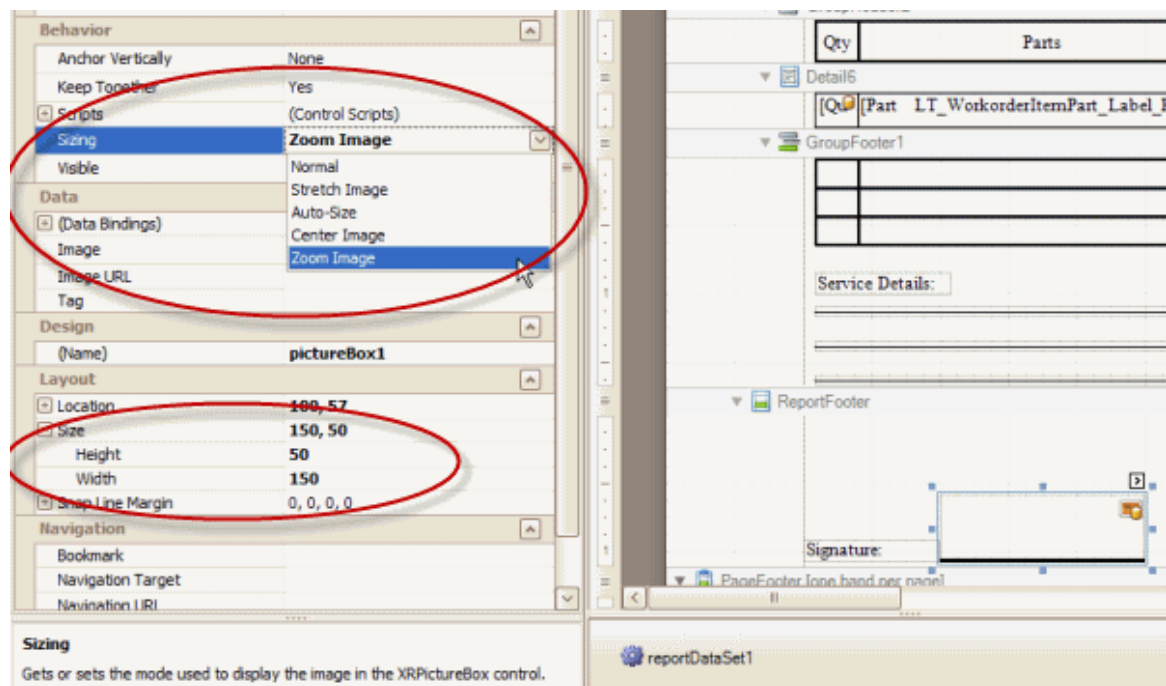 Behavior
Anchor Vertically None
Keep Together Yes
Scripts (Control Scripts)
Sizing Zoom Image
Visible
Normal
Stretch Image
Auto-Size
Center Image
Zoom Image
Data
(Data Bindings)
Image
Image URL
Tag
Design
(Name) pictureBox1
Layout
Location 100, 57
Size 150, 50
Height 50
Width 150
Snap Line Margin 0, 0, 0, 0
Navigation
Bookmark
Navigation Target
Navigation URL
Sizing
Gets or sets the mode used to display the image in the XRPictureBox control.
Qty Parts
Detail6
[Part LT_WorkorderItemPart_Label_
GroupFooter1
Service Details:
ReportFooter
Signature:
PageFooter [one band per page]
reportDataSet1